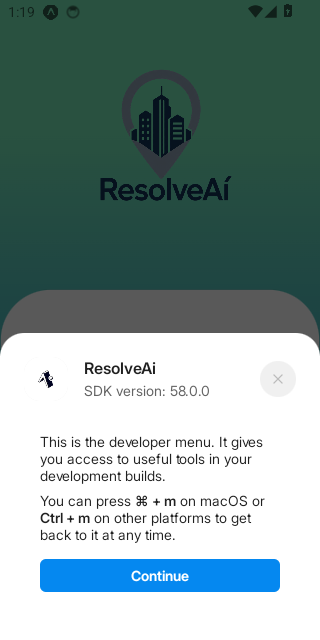 1:19
ResolveAí
ResolveAi
SDK version: 58.0.0
This is the developer menu. It gives
you access to useful tools in your
development builds.
You can press ⌘ + m on macOS or
Ctrl + m on other platforms to get
back to it at any time.
Continue